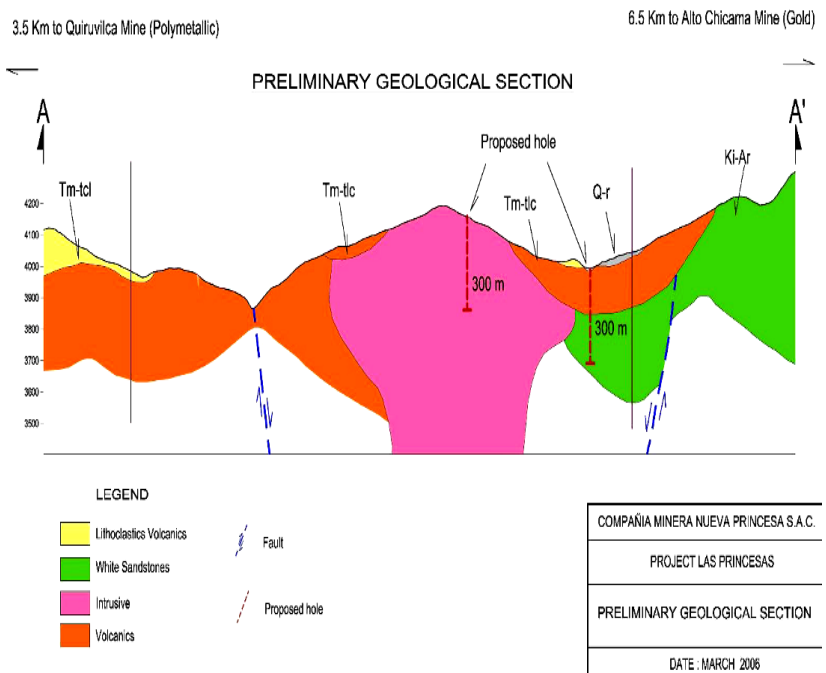 3.5 Km to Quiruvilca Mine (Polymetallic)
6.5 Km to Alto Chicama Mine (Gold)
PRELIMINARY GEOLOGICAL SECTION
A
A'
Proposed hole
Ki-Ar
Tm-tcl
Tm-tlc
Tm-tlc
Q-r
4200
4100
4000
3900
3800
3700
3600
3500
300 m
300 m
LEGEND
Lithoclastics Volcanics
White Sandstones
Intrusive
Volcanics
Fault
Proposed hole
COMPAÑIA MINERA NUEVA PRINCESA S.A.C.
PROJECT LAS PRINCESAS
PRELIMINARY GEOLOGICAL SECTION
DATE : MARCH 2006